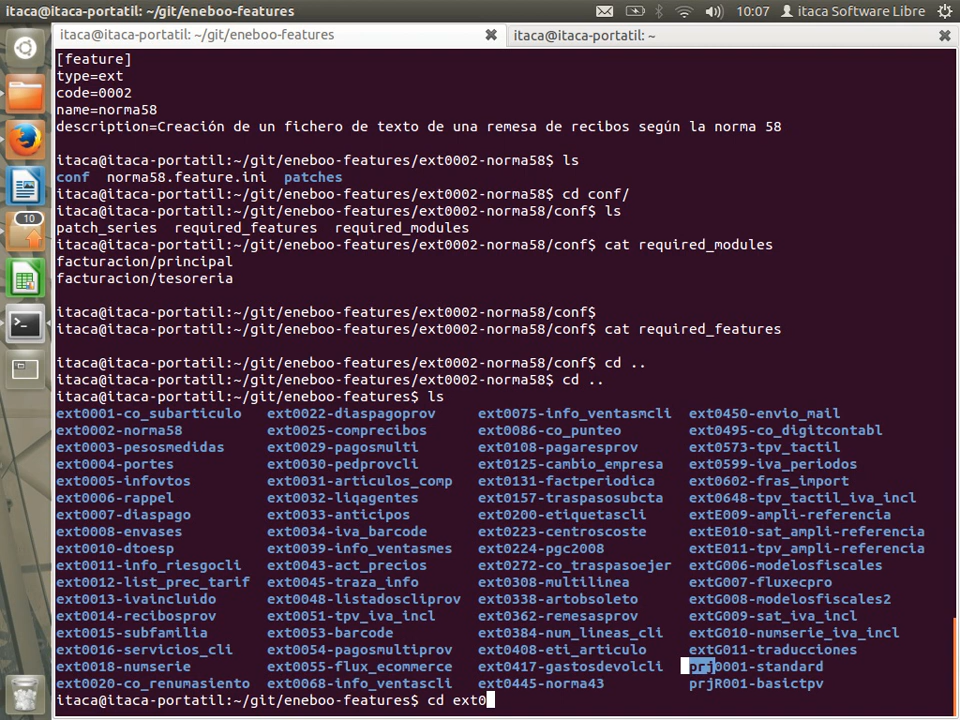 itaca@itaca-portatil: ~/git/eneboo-features
10:07
itaca Software Libre
itaca@itaca-portatil: ~/git/eneboo-features
itaca@itaca-portatil: ~
[feature]
type=ext
code=0002
name=norma58
description=Creación de un fichero de texto de una remesa de recibos según la norma 58
itaca@itaca-portatil:~/git/eneboo-features/ext0002-norma58$ ls
conf norma58.feature.ini patches
itaca@itaca-portatil:~/git/eneboo-features/ext0002-norma58$ cd conf/
itaca@itaca-portatil:~/git/eneboo-features/ext0002-norma58/conf$ ls
patch_series required_features required_modules
itaca@itaca-portatil:~/git/eneboo-features/ext0002-norma58/conf$ cat required_modules
facturacion/principal
facturacion/tesoreria
itaca@itaca-portatil:~/git/eneboo-features/ext0002-norma58/conf$
itaca@itaca-portatil:~/git/eneboo-features/ext0002-norma58/conf$ cat required_features
itaca@itaca-portatil:~/git/eneboo-features/ext0002-norma58/conf$ cd ..
itaca@itaca-portatil:~/git/eneboo-features/ext0002-norma58$ cd ..
itaca@itaca-portatil:~/git/eneboo-features$ ls
ext0001-co_subarticulo ext0022-diaspagoprov ext0075-info_ventasmcli ext0450-envio_mail
ext0002-norma58 ext0025-comprecibos ext0086-co_punteo ext0495-co_digitcontabl
ext0003-pesosmedidas ext0029-pagosmulti ext0108-pagaresprov ext0573-tpv_tactil
ext0004-portes ext0030-pedprovcli ext0125-cambio_empresa ext0599-iva_periodos
ext0005-infovtos ext0031-articulos_comp ext0131-factperiodica ext0602-fras_import
ext0006-rappel ext0032-liqagentes ext0157-traspasosubcta ext0648-tpv_tactil_iva_incl
ext0007-diaspago ext0033-anticipos ext0200-etiquetascli extE009-ampli-referencia
ext0008-envases ext0034-iva_barcode ext0223-centroscoste extE010-sat_ampli-referencia
ext0010-dtoesp ext0039-info_ventasmes ext0224-pgc2008 extE011-tpv_ampli-referencia
ext0011-info_riesgocli ext0043-act_precios ext0272-co_traspasoejer extG006-modelosfiscales
ext0012-list_prec_tarif ext0045-traza_info ext0308-multilinea extG007-fluxecpro
ext0013-ivaincluido ext0048-listadoscliprov ext0338-artobsoleto extG008-modelosfiscales2
ext0014-recibosprov ext0051-tpv_iva_incl ext0362-remesasprov extG009-sat_iva_incl
ext0015-subfamilia ext0053-barcode ext0384-num_lineas_cli extG010-numserie_iva_incl
ext0016-servicios_cli ext0054-pagosmultiprov ext0406-eti_articulo extG011-traducciones
ext0018-numserie ext0055-flux_ecommerce ext0417-gastosdevolcli prj0001-standard
ext0020-co_renumasiento ext0068-info_ventascli ext0445-norma43 prjR001-basictpv
itaca@itaca-portatil:~/git/eneboo-features$ cd ext0
10